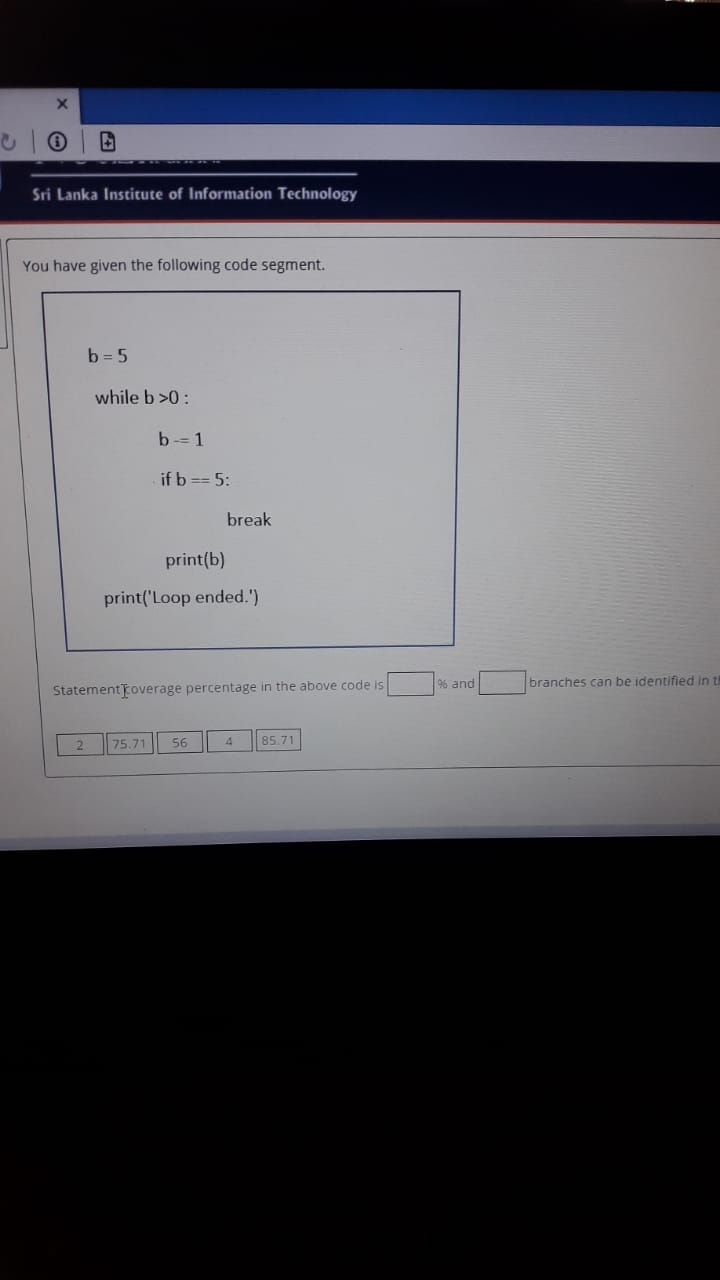 Sri Lanka Institute of Information Technology
You have given the following code segment.
b = 5
while b >0 :
b -= 1
if b == 5:
break
print(b)
print('Loop ended.')
Statement coverage percentage in the above code is % and branches can be identified in
2 75.71 56 4 85.71